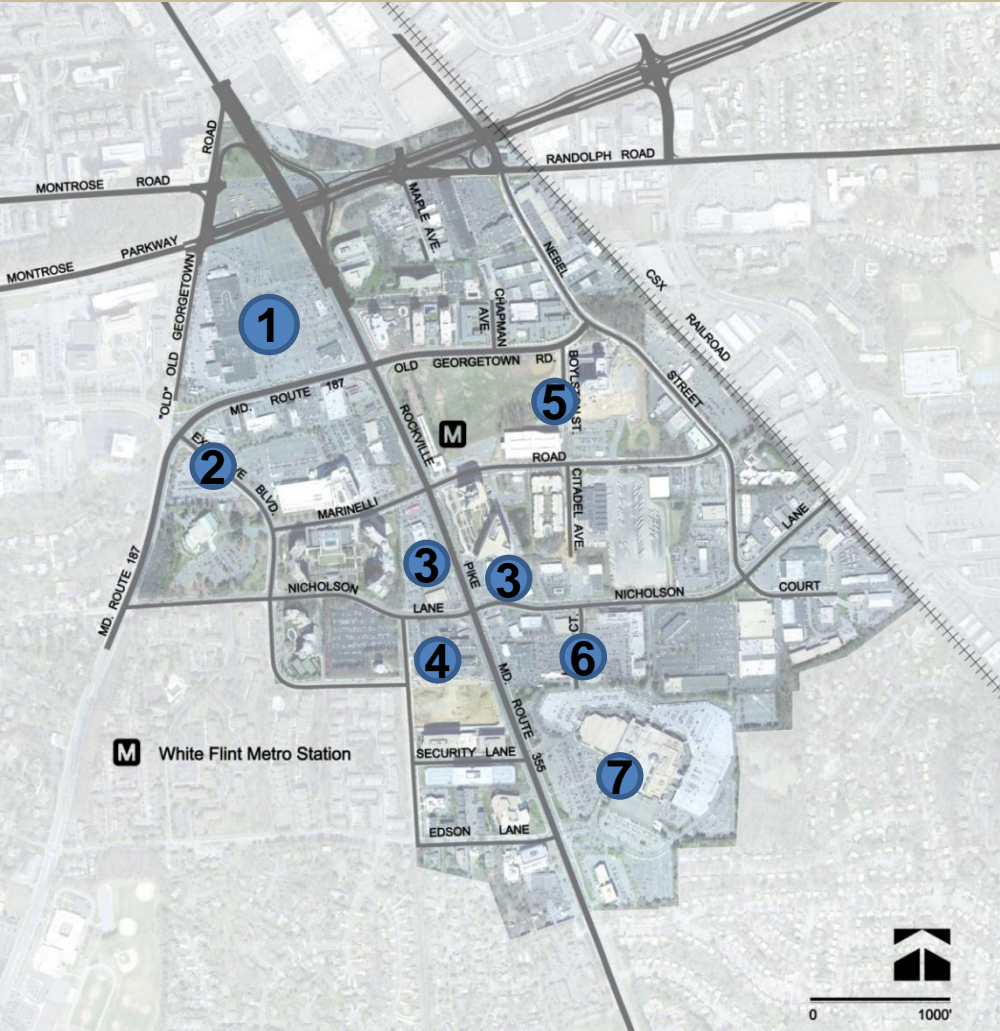 ROAD
RANDOLPH ROAD
MONTROSE ROAD
MAPLE AVE.
MONTROSE PARKWAY
NEBEL
CSX
"OLD" OLD GEORGETOWN
CHAPMAN
AVE.
1
RAILROAD
OLD GEORGETOWN RD.
BOYLSTON ST.
MD. ROUTE 187
STREET
5
ROCKVILLE
M
EXECUTIVE BLVD.
2
ROAD
MARINELLI
CITADEL AVE.
LANE
MD. ROUTE 187
3
3
PIKE
NICHOLSON
NICHOLSON
COURT
LANE
CT.
4
6
MD. ROUTE 355
M White Flint Metro Station
SECURITY LANE
7
EDSON LANE
0 1000'